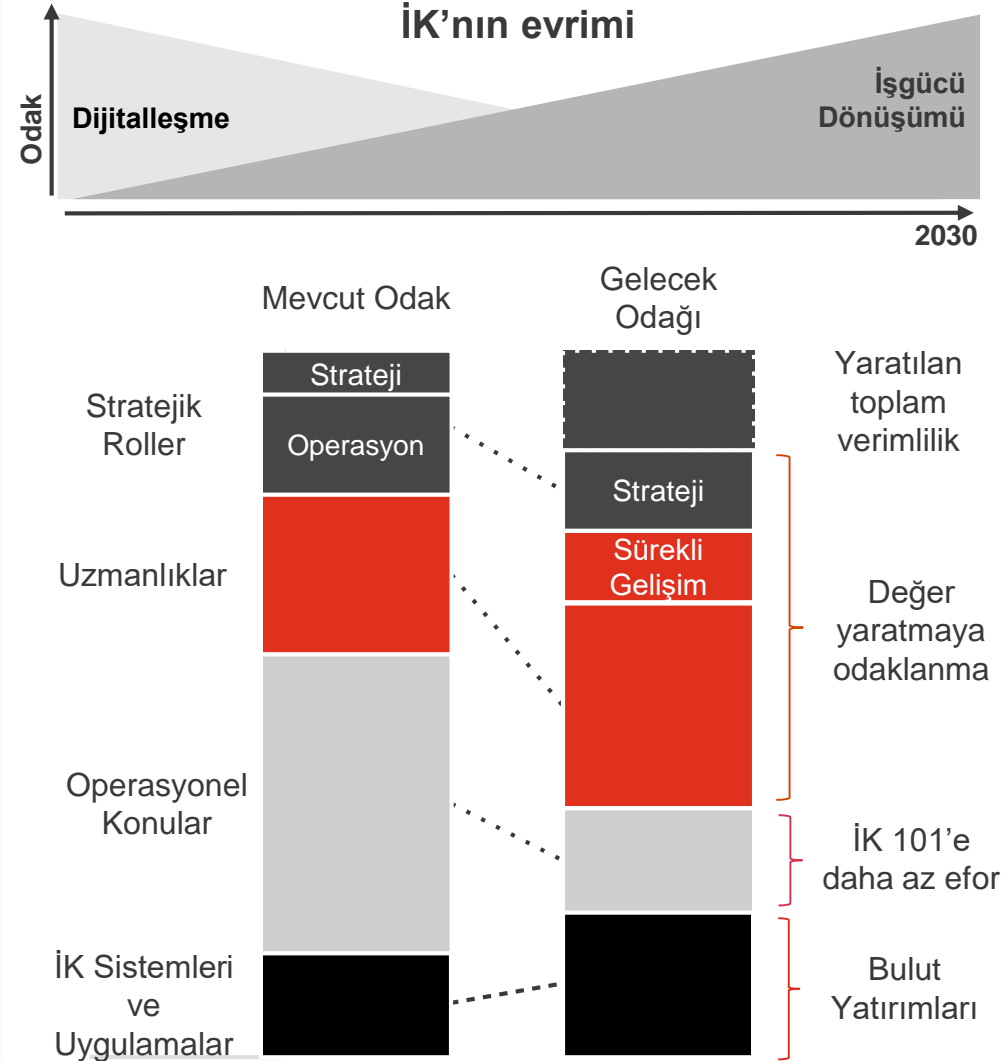 İK’nın evrimi
Odak
Dijitalleşme
İşgücü
Dönüşümü
2030
Mevcut Odak
Gelecek
Odağı
Stratejik
Roller
Strateji
Operasyon
Yaratılan
toplam
verimlilik
Strateji
Sürekli
Gelişim
Uzmanlıklar
Değer
yaratmaya
odaklanma
Operasyonel
Konular
İK 101’e
daha az efor
İK Sistemleri
ve
Uygulamalar
Bulut
Yatırımları